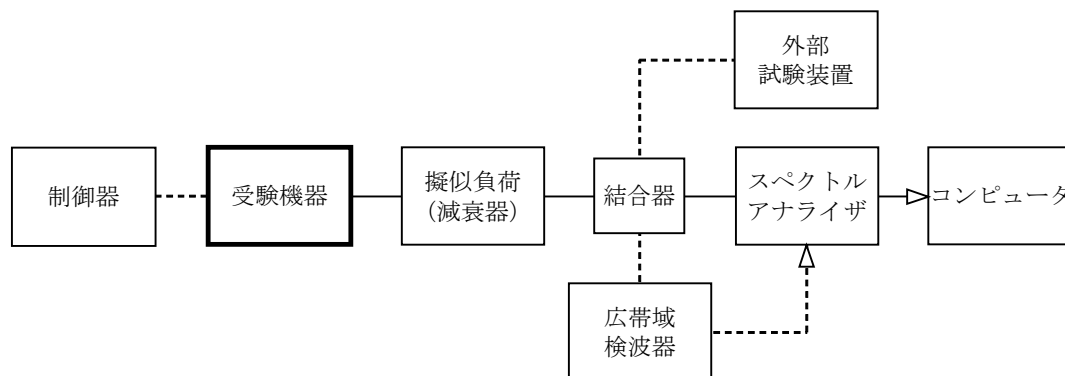 外部
試験装置
制御器
受験機器
擬似負荷
（減衰器）
結合器
スペクトル
アナライザ
コンピュータ
広帯域
検波器